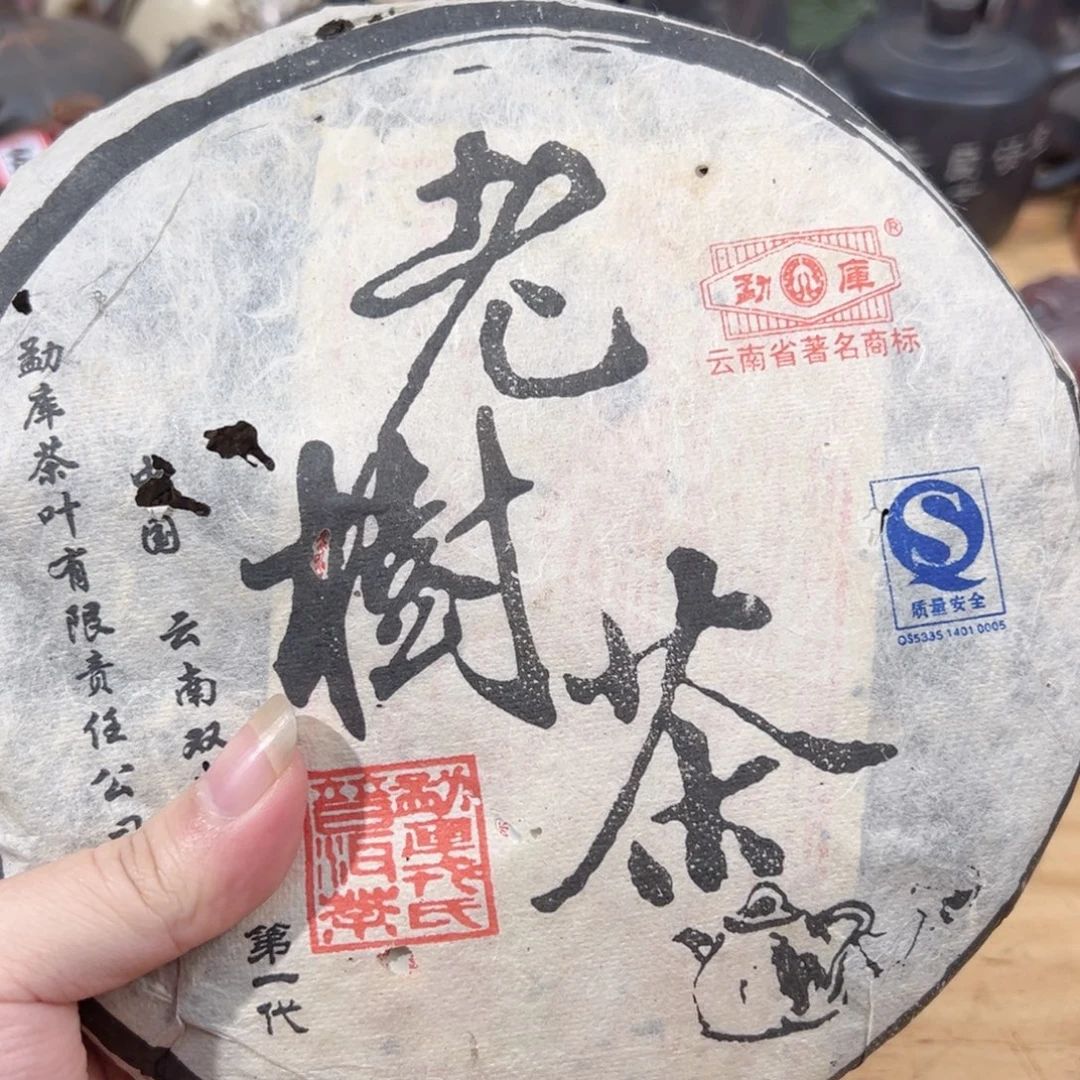 老樹茶
勐庫
®
云南省著名商标
S
质量安全
QS5335 1401 0005
勐库茶叶有限责任公司
中国 云南双
勐庫戎氏
普洱茶
第一代